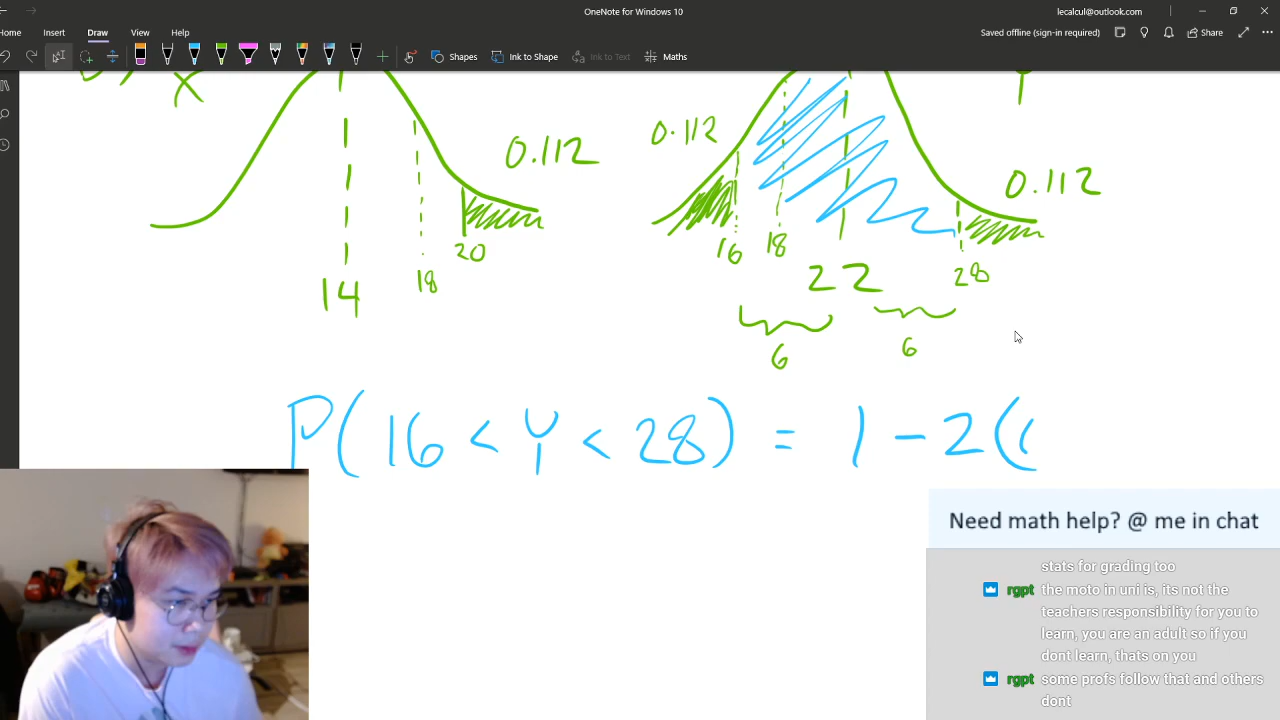 OneNote for Windows 10
lecalcul@outlook.com
Home Insert Draw View Help
Saved offline (sign-in required)
Share
Shapes
Ink to Shape
Ink to Text
Maths
X
0.112
14
18
20
0.112
0.112
16
18
22
28
6
6
P(16 < Y < 28) = 1 - 2(
Need math help? @ me in chat
stats for grading too
rgpt the moto in uni is, its not the
teachers responsibility for you to
learn, you are an adult so if you
dont learn, thats on you
rgpt some profs follow that and others
dont